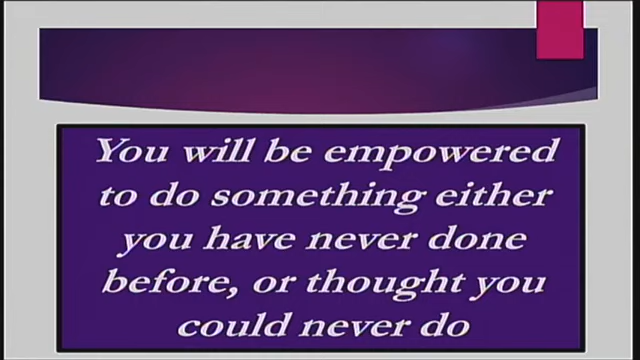 You will be empowered
to do something either
you have never done
before, or thought you
could never do